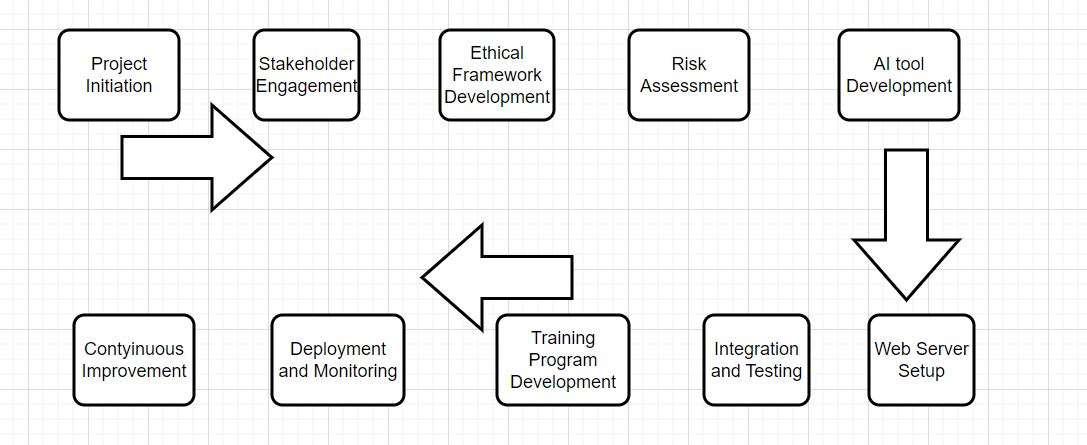 Project
Initiation
Stakeholder
Engagement
Ethical
Framework
Development
Risk
Assessment
AI tool
Development
Contyinuous
Improvement
Deployment
and Monitoring
Training
Program
Development
Integration
and Testing
Web Server
Setup